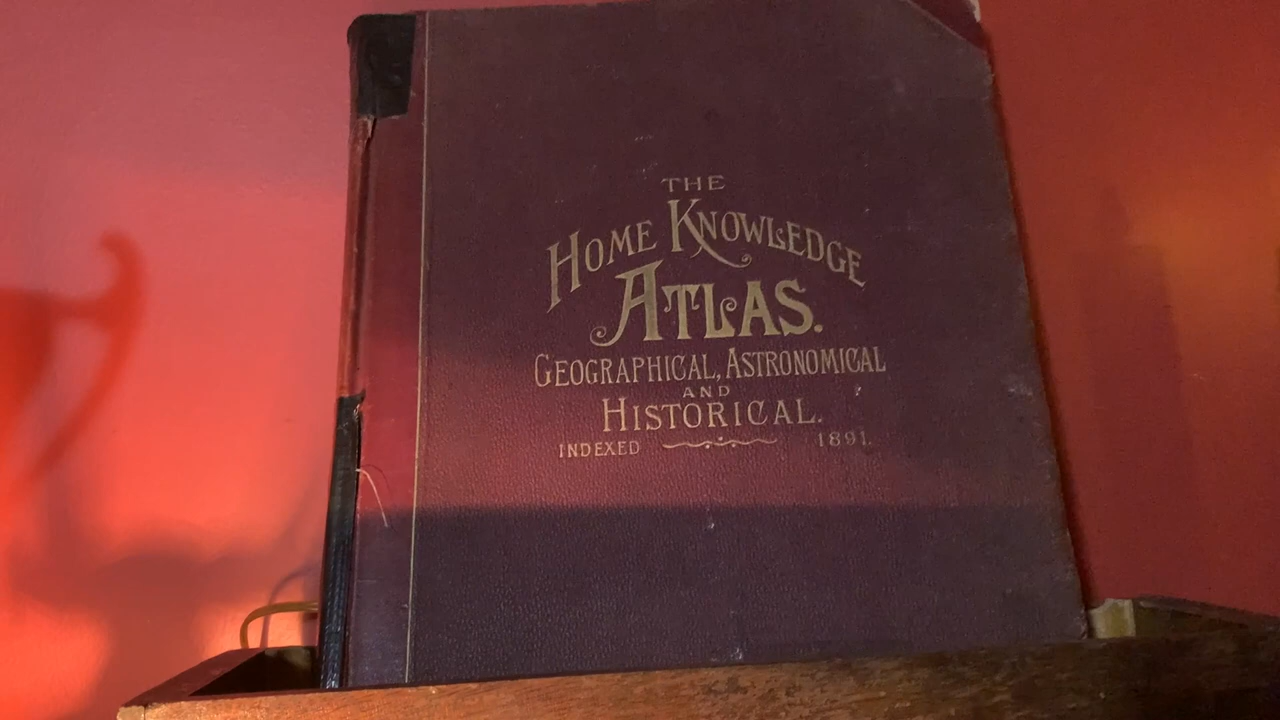 THE
HOME KNOWLEDGE
ATLAS.
GEOGRAPHICAL, ASTRONOMICAL
AND
HISTORICAL.
INDEXED 1891.